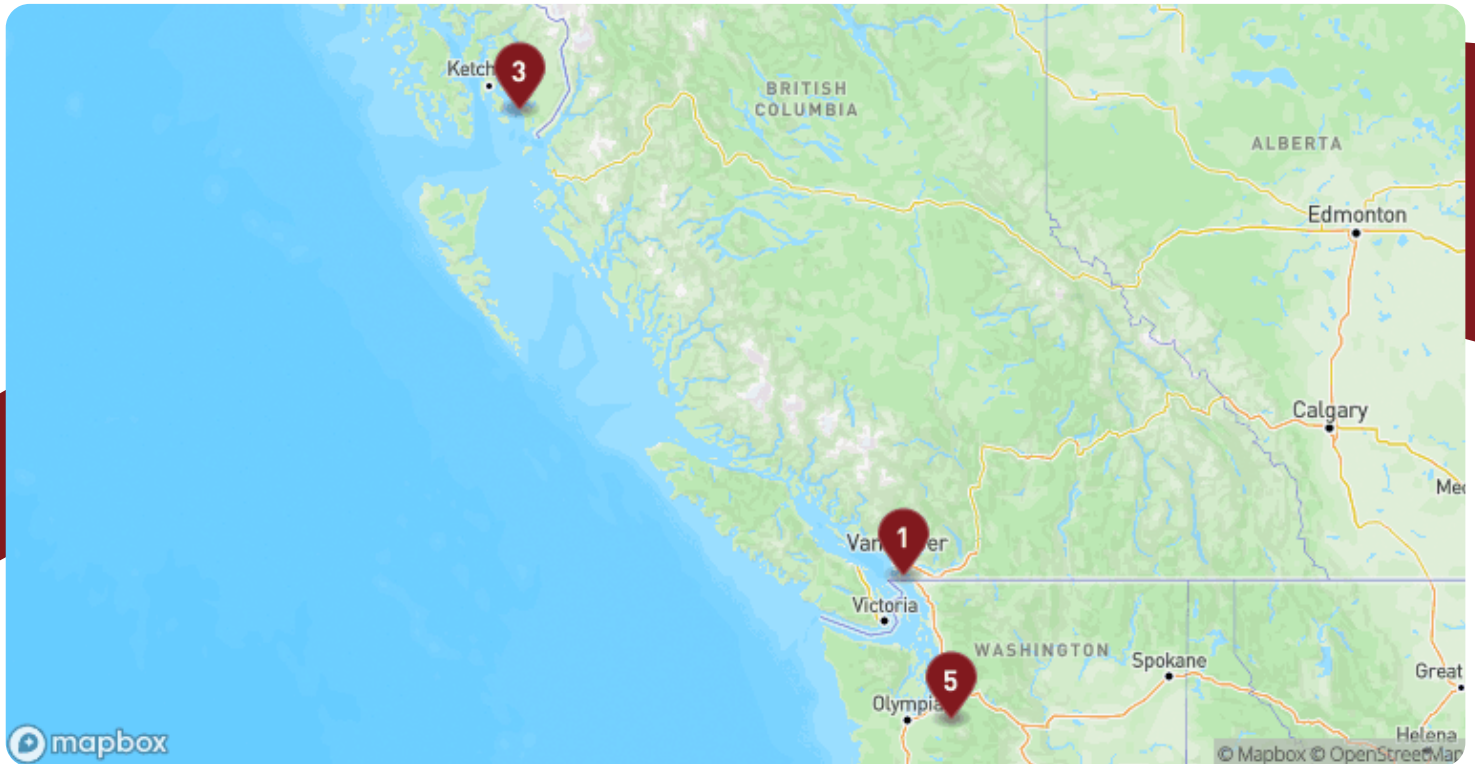 Ketch
3
BRITISH
COLUMBIA
ALBERTA
Edmonton
Calgary
1
Van
er
Victoria
WASHINGTON
Spokane
5
Olympia
Great
Helena
mapbox
© Mapbox © OpenStreetMap